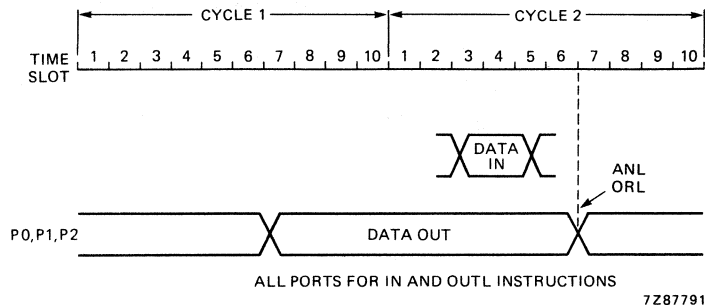 CYCLE 1 CYCLE 2
TIME SLOT 1 2 3 4 5 6 7 8 9 10 1 2 3 4 5 6 7 8 9 10
DATA IN
ANL
ORL
P0,P1,P2 DATA OUT
ALL PORTS FOR IN AND OUTL INSTRUCTIONS
7Z87791